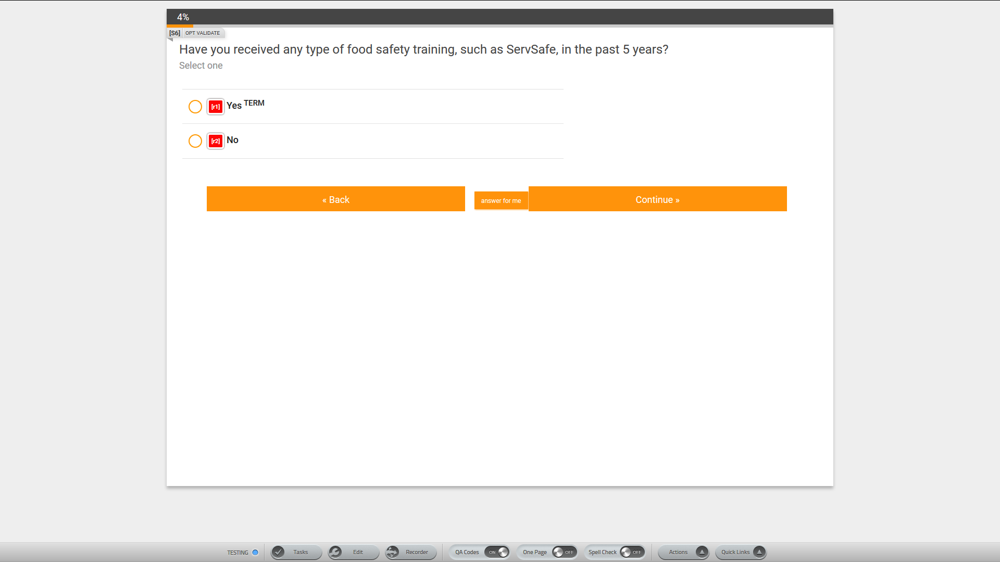 4%
[S6] OPT VALIDATE
Have you received any type of food safety training, such as ServSafe, in the past 5 years?
Select one
[r1] Yes TERM
[r2] No
« Back answer for me Continue »
TESTING Tasks Edit Recorder QA Codes ON One Page OFF Spell Check OFF Actions Quick Links